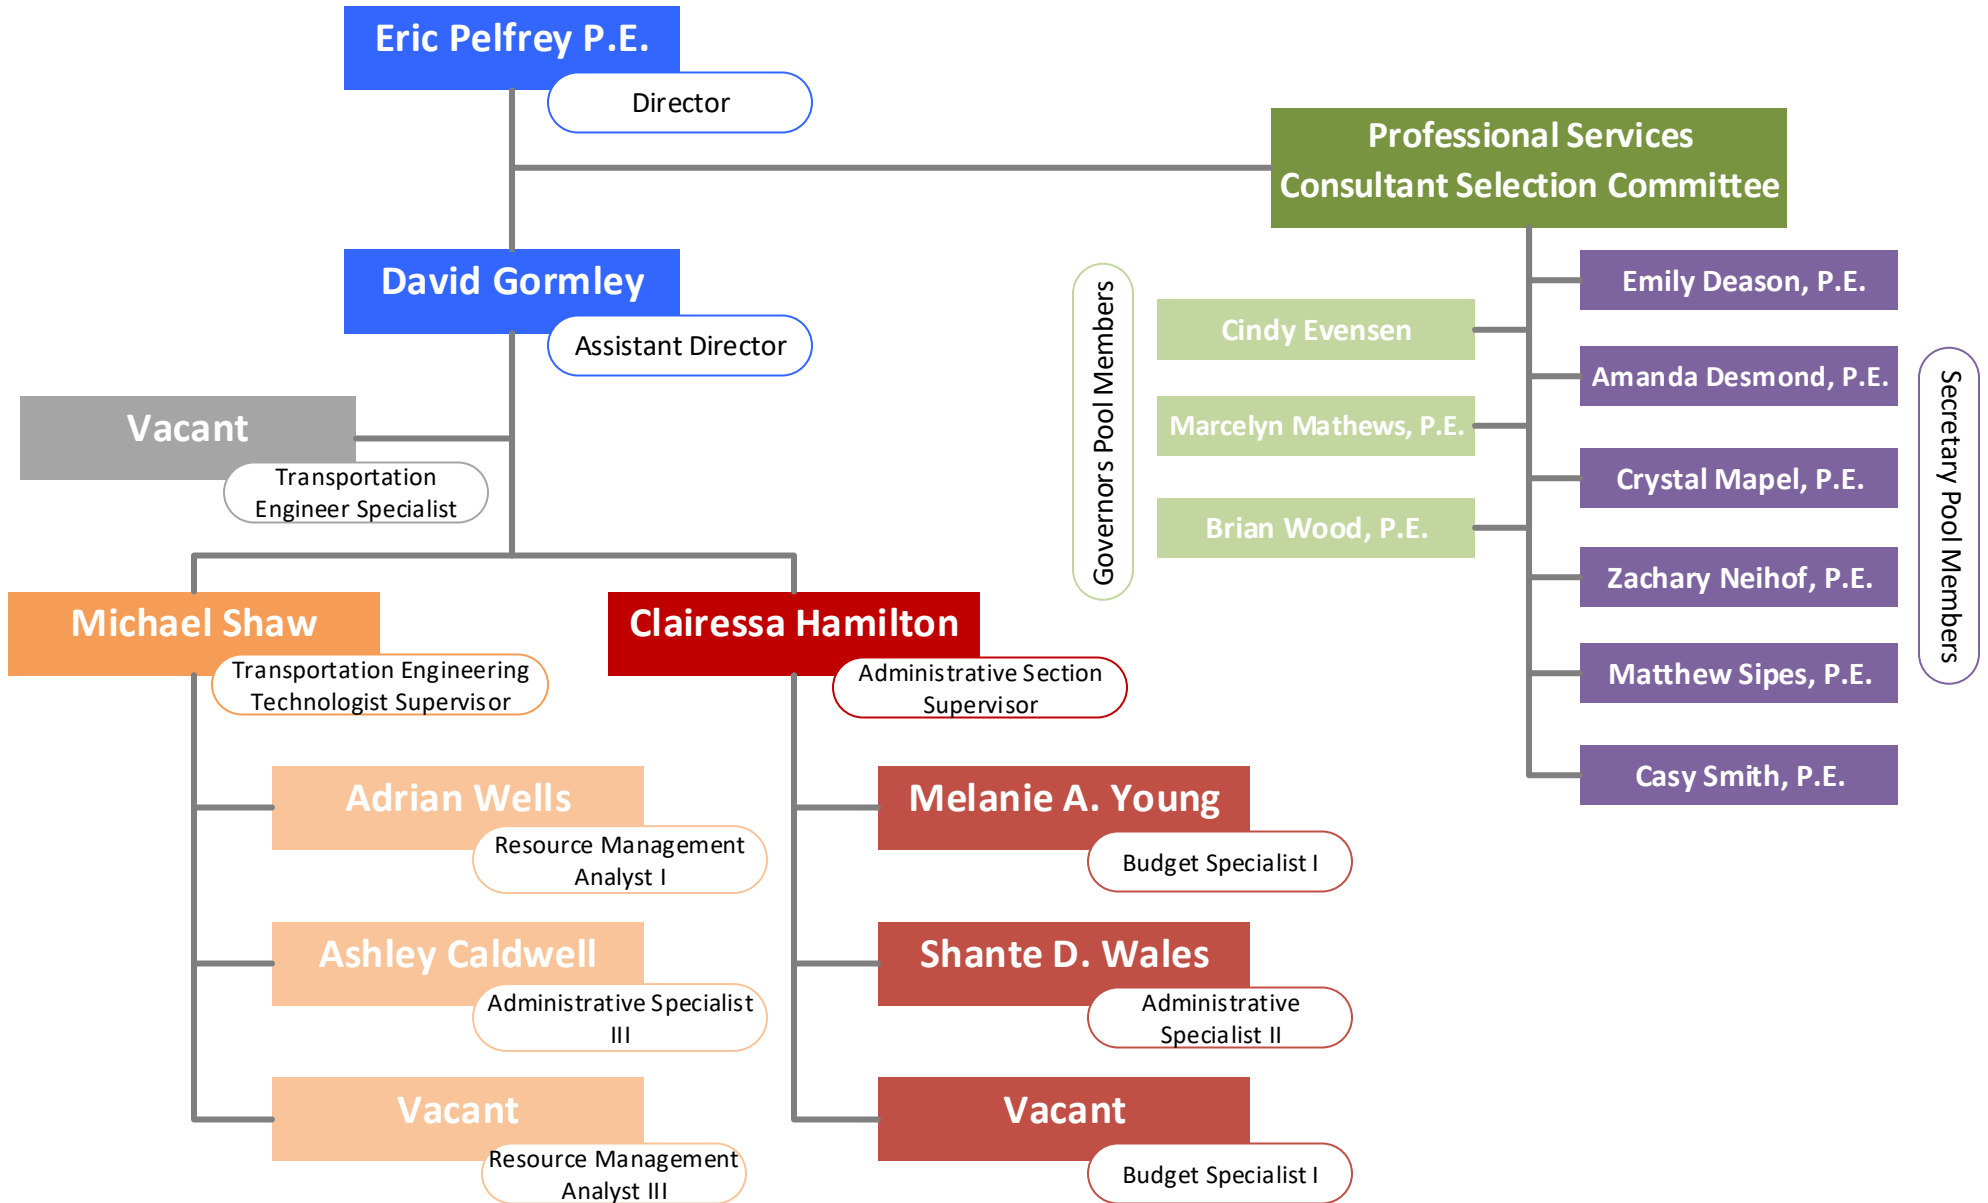 Eric Pelfrey P.E.
Director
Professional Services
Consultant Selection Committee
David Gormley
Assistant Director
Vacant
Transportation
Engineer Specialist
Governors Pool Members
Cindy Evensen
Marcelyn Mathews, P.E.
Brian Wood, P.E.
Emily Deason, P.E.
Amanda Desmond, P.E.
Crystal Mapel, P.E.
Zachary Neihof, P.E.
Matthew Sipes, P.E.
Casy Smith, P.E.
Secretary Pool Members
Michael Shaw
Transportation Engineering
Technologist Supervisor
Clairessa Hamilton
Administrative Section
Supervisor
Adrian Wells
Resource Management
Analyst I
Ashley Caldwell
Administrative Specialist
III
Vacant
Resource Management
Analyst III
Melanie A. Young
Budget Specialist I
Shante D. Wales
Administrative
Specialist II
Vacant
Budget Specialist I